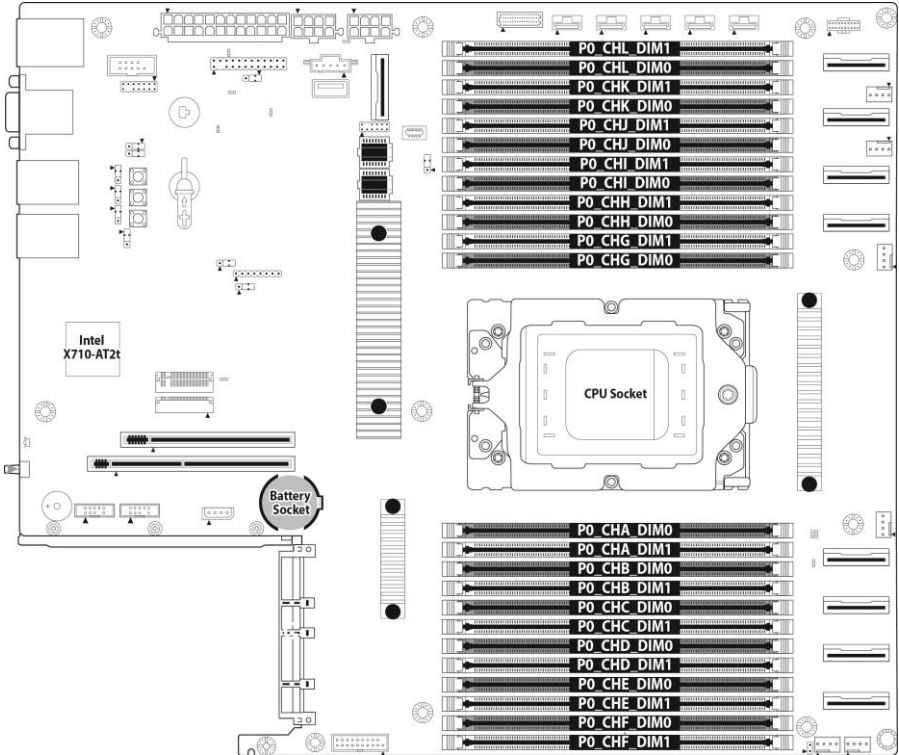 P0_CHL_DIM1
P0_CHL_DIM0
P0_CHK_DIM1
P0_CHK_DIM0
P0_CHJ_DIM1
P0_CHJ_DIM0
P0_CHI_DIM1
P0_CHI_DIM0
P0_CHH_DIM1
P0_CHH_DIM0
P0_CHG_DIM1
P0_CHG_DIM0
Intel
X710-AT2t
CPU Socket
Battery
Socket
P0_CHA_DIM0
P0_CHA_DIM1
P0_CHB_DIM0
P0_CHB_DIM1
P0_CHC_DIM0
P0_CHC_DIM1
P0_CHD_DIM0
P0_CHD_DIM1
P0_CHE_DIM0
P0_CHE_DIM1
P0_CHF_DIM0
P0_CHF_DIM1